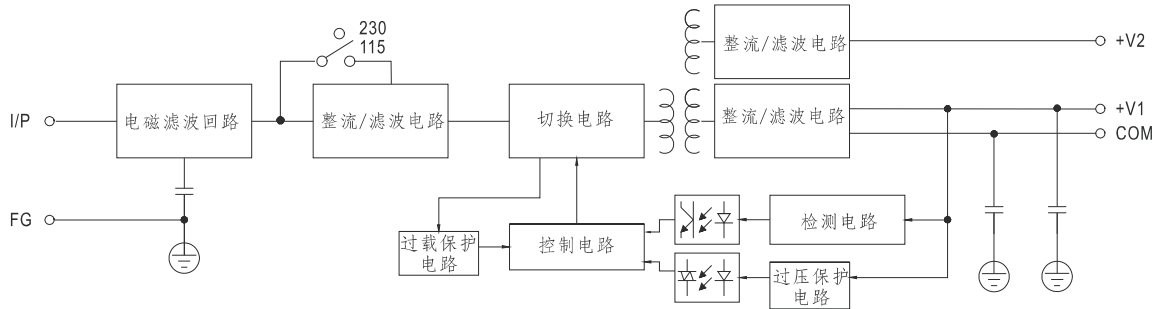 230
115
整流/滤波电路
+V2
I/P
电磁滤波回路
整流/滤波电路
切换电路
整流/滤波电路
+V1
COM
FG
过载保护
电路
控制电路
检测电路
过压保护
电路